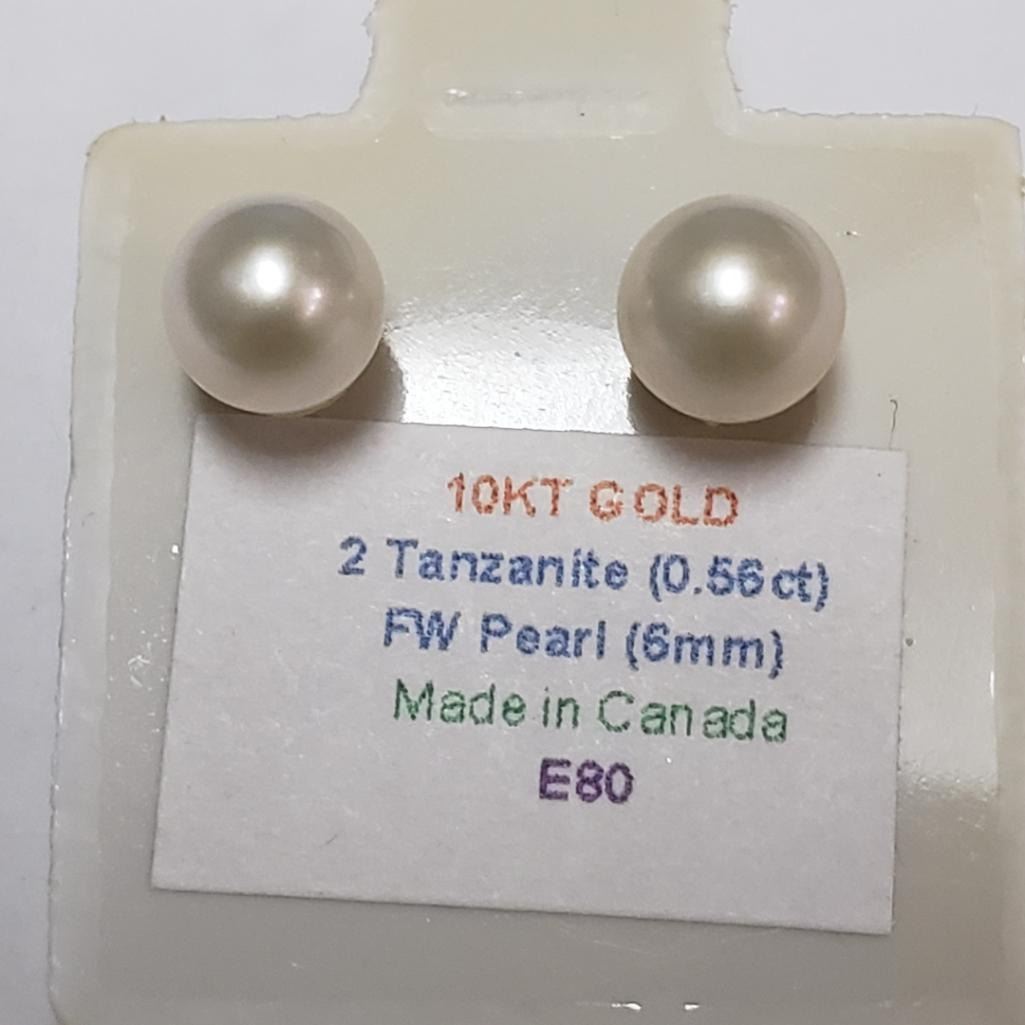 10KT GOLD
2 Tanzanite (0.56ct)
FW Pearl (6mm)
Made in Canada
E80